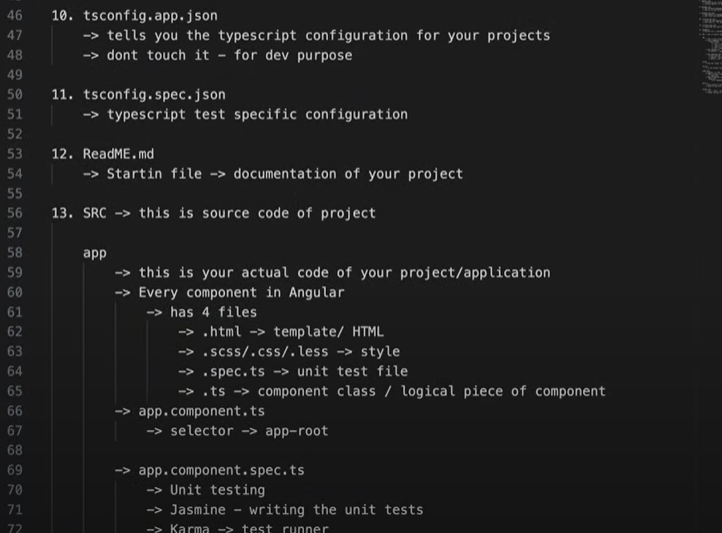 46 10. tsconfig.app.json
47 -> tells you the typescript configuration for your projects
48 -> dont touch it - for dev purpose
49
50 11. tsconfig.spec.json
51 -> typescript test specific configuration
52
53 12. ReadME.md
54 -> Startin file -> documentation of your project
55
56 13. SRC -> this is source code of project
57
58 app
59 -> this is your actual code of your project/application
60 -> Every component in Angular
61 -> has 4 files
62 -> .html -> template/ HTML
63 -> .scss/.css/.less -> style
64 -> .spec.ts -> unit test file
65 -> .ts -> component class / logical piece of component
66 -> app.component.ts
67 -> selector -> app-root
68
69 -> app.component.spec.ts
70 -> Unit testing
71 -> Jasmine - writing the unit tests
72 -> Karma -> test runner